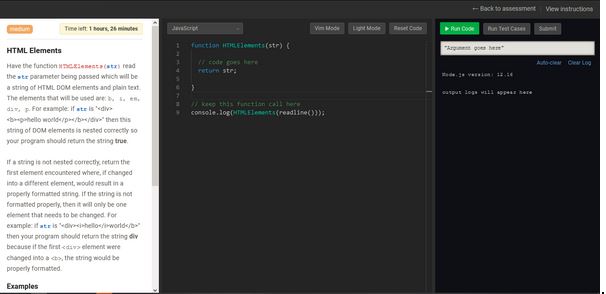 ← Back to assessment
View instructions
medium
Time left: 1 hours, 26 minutes
HTML Elements
Have the function HTMLElements(str) read
the str parameter being passed which will be
a string of HTML DOM elements and plain text.
The elements that will be used are: b, i, em,
div, p. For example: if str is "<div>
<b><p>hello world</p></b></div>" then this
string of DOM elements is nested correctly so
your program should return the string true.
If a string is not nested correctly, return the
first element encountered where, if changed
into a different element, would result in a
properly formatted string. If the string is not
formatted properly, then it will only be one
element that needs to be changed. For
example: if str is "<div><i>hello</i>world</b>"
then your program should return the string div
because if the first <div> element were
changed into a <b>, the string would be
properly formatted.
Examples
JavaScript
Vim Mode
Light Mode
Reset Code
1 function HTMLElements(str) {
2
3 // code goes here
4 return str;
5
6 }
7
8 // keep this function call here
9 console.log(HTMLElements(readline()));
Run Code
Run Test Cases
Submit
"Argument goes here"
Auto-clear
Clear Log
Node.js version: 12.16
output logs will appear here